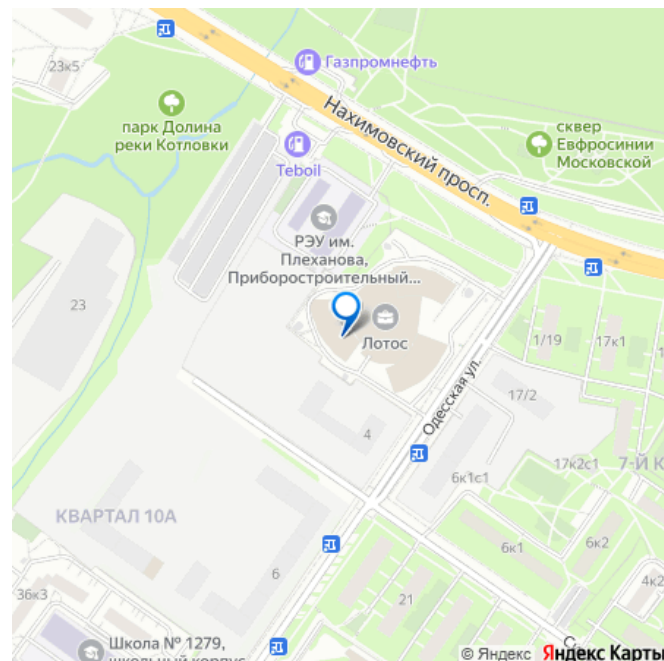 23к5
Газпромнефть
парк Долина
реки Котловки
Нахимовский просп.
сквер
Евфросинии
Московской
Teboil
РЭУ им.
Плеханова,
Приборостроительный...
23
Лотос
1/19
17к1
Одесская ул.
17/2
4
6к1с1
17к2с1
7-Й К
КВАРТАЛ 10А
6к1
6к2
4к2
6
21
36к3
Школа № 1279,
школьный корпус
С
© Яндекс Яндекс Карты